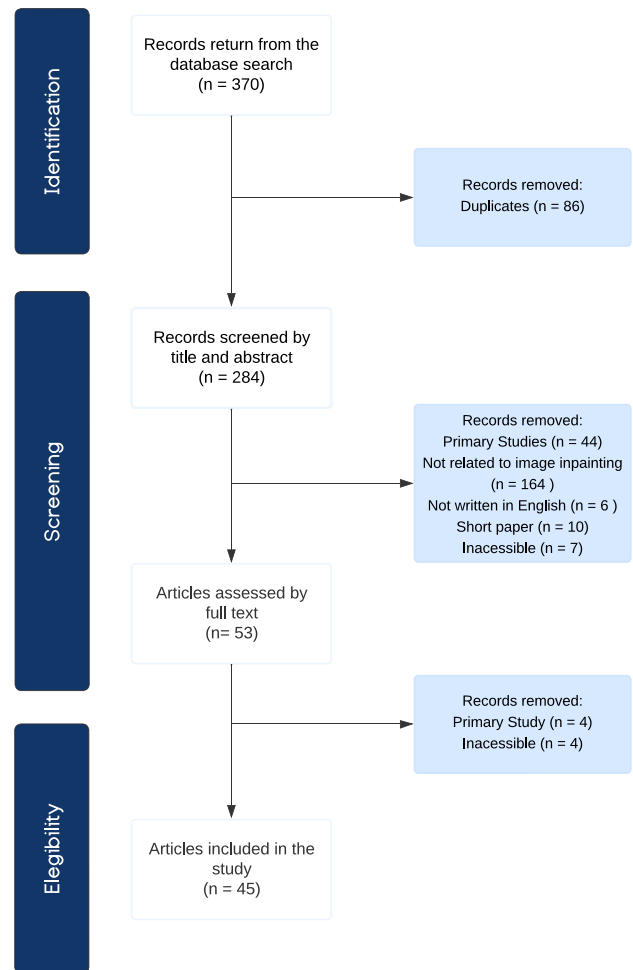 Identification
Records return from the
database search
(n = 370)
Records removed:
Duplicates (n = 86)
Screening
Records screened by
title and abstract
(n = 284)
Records removed:
Primary Studies (n = 44)
Not related to image inpainting
(n = 164 )
Not written in English (n = 6 )
Short paper (n = 10)
Inacessible (n = 7)
Articles assessed by
full text
(n= 53)
Records removed:
Primary Study (n = 4)
Inacessible (n = 4)
Elegibility
Articles included in the
study
(n = 45)